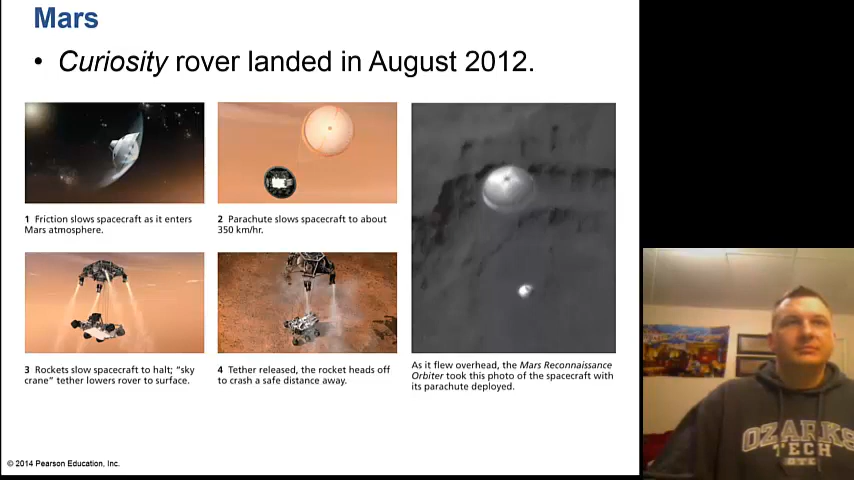 Mars
• Curiosity rover landed in August 2012.
1 Friction slows spacecraft as it enters
Mars atmosphere.
2 Parachute slows spacecraft to about
350 km/hr.
3 Rockets slow spacecraft to halt; “sky
crane” tether lowers rover to surface.
4 Tether released, the rocket heads off
to crash a safe distance away.
As it flew overhead, the Mars Reconnaissance
Orbiter took this photo of the spacecraft with
its parachute deployed.
© 2014 Pearson Education, Inc.
OZARKS
TECH